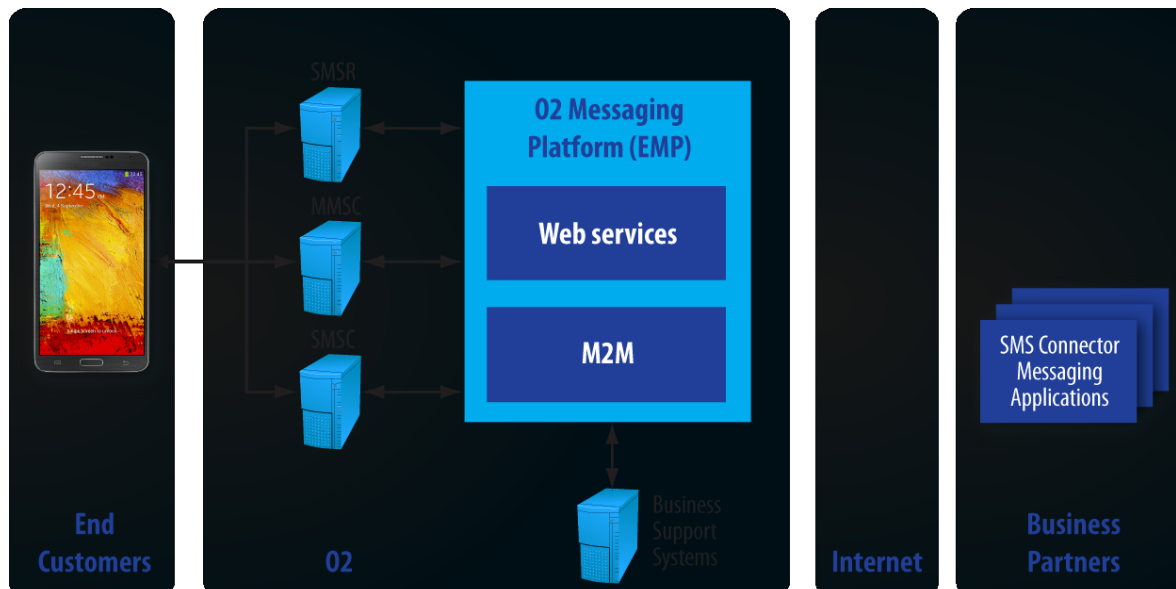 SMSR
O2 Messaging
Platform (EMP)
12:45
MMSC
Web services
SMSC
M2M
SMS Connector
Messaging
Applications
Business
Support
Systems
End
Customers
O2
Internet
Business
Partners